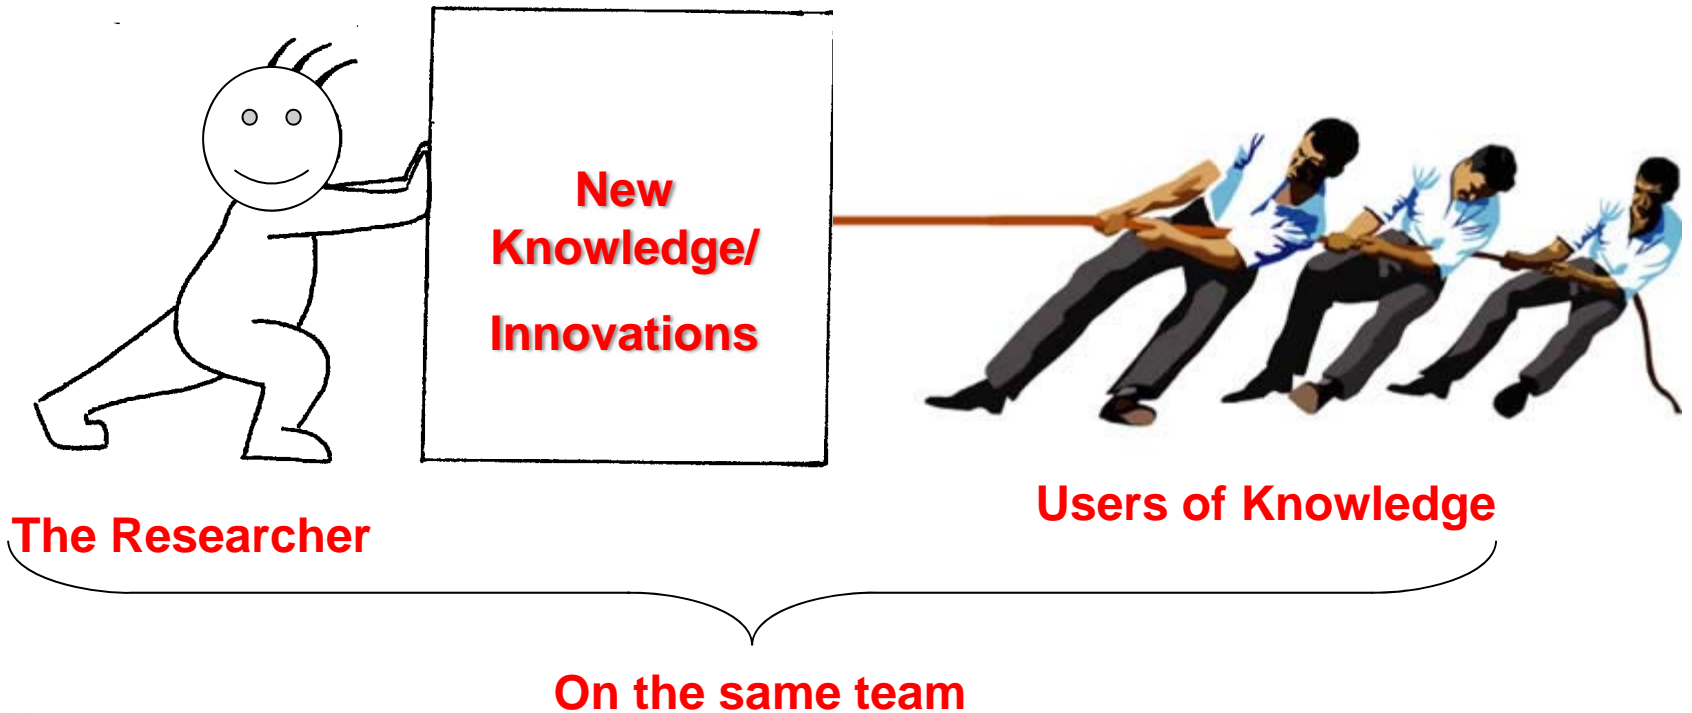 New
Knowledge/
Innovations
Users of Knowledge
The Researcher
On the same team